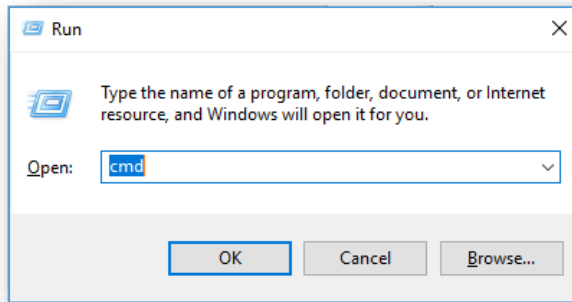 Run
Type the name of a program, folder, document, or Internet
resource, and Windows will open it for you.
Open: cmd
OK Cancel Browse...